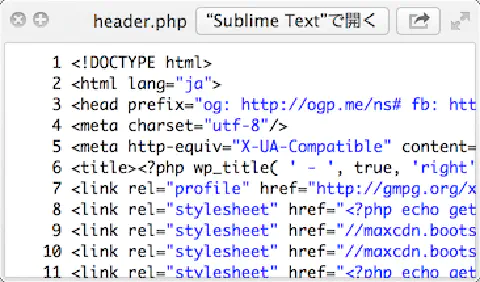 header.php "Sublime Text"で開く
1 <!DOCTYPE html>
2 <html lang="ja">
3 <head prefix="og: http://ogp.me/ns# fb: htt
4 <meta charset="utf-8"/>
5 <meta http-equiv="X-UA-Compatible" content=
6 <title><?php wp_title( ' - ', true, 'right'
7 <link rel="profile" href="http://gmpg.org/x
8 <link rel="stylesheet" href="<?php echo get
9 <link rel="stylesheet" href="//maxcdn.boots
10 <link rel="stylesheet" href="//maxcdn.boots
11 <link rel="stylesheet" href="<?php echo get